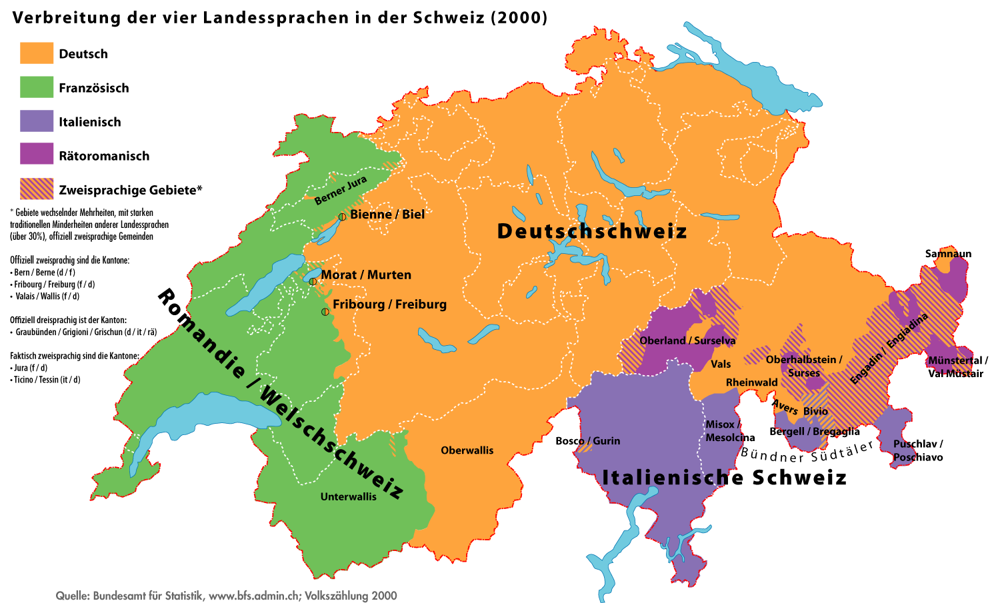 Verbreitung der vier Landessprachen in der Schweiz (2000)
Deutsch
Französisch
Italienisch
Rätoromanisch
Zweisprachige Gebiete*
* Gebiete wechselnder Mehrheiten, mit starken
traditionellen Minderheiten anderer Landessprachen
(über 30%), offiziell zweisprachige Gemeinden
Offiziell zweisprachig sind die Kantone:
• Bern / Berne (d / f)
• Fribourg / Freiburg (f / d)
• Valais / Wallis (f / d)
Offiziell dreisprachig ist der Kanton:
• Graubünden / Grigioni / Grischun (d / it / rä)
Faktisch zweisprachig sind die Kantone:
• Jura (f / d)
• Ticino / Tessin (it / d)
Berner Jura
Bienne / Biel
Deutschschweiz
Morat / Murten
Fribourg / Freiburg
Romandie / Welschschweiz
Samnaun
Oberland / Surselva
Engadin / Engiadina
Vals
Oberhalbstein /
Surses
Münstertal /
Val Müstair
Rheinwald
Avers
Bivio
Misox /
Mesolcina
Bergell / Bregaglia
Bosco / Gurin
Oberwallis
Puschlav /
Poschiavo
Bündner Südtäler
Italienische Schweiz
Unterwallis
Quelle: Bundesamt für Statistik, www.bfs.admin.ch; Volkszählung 2000